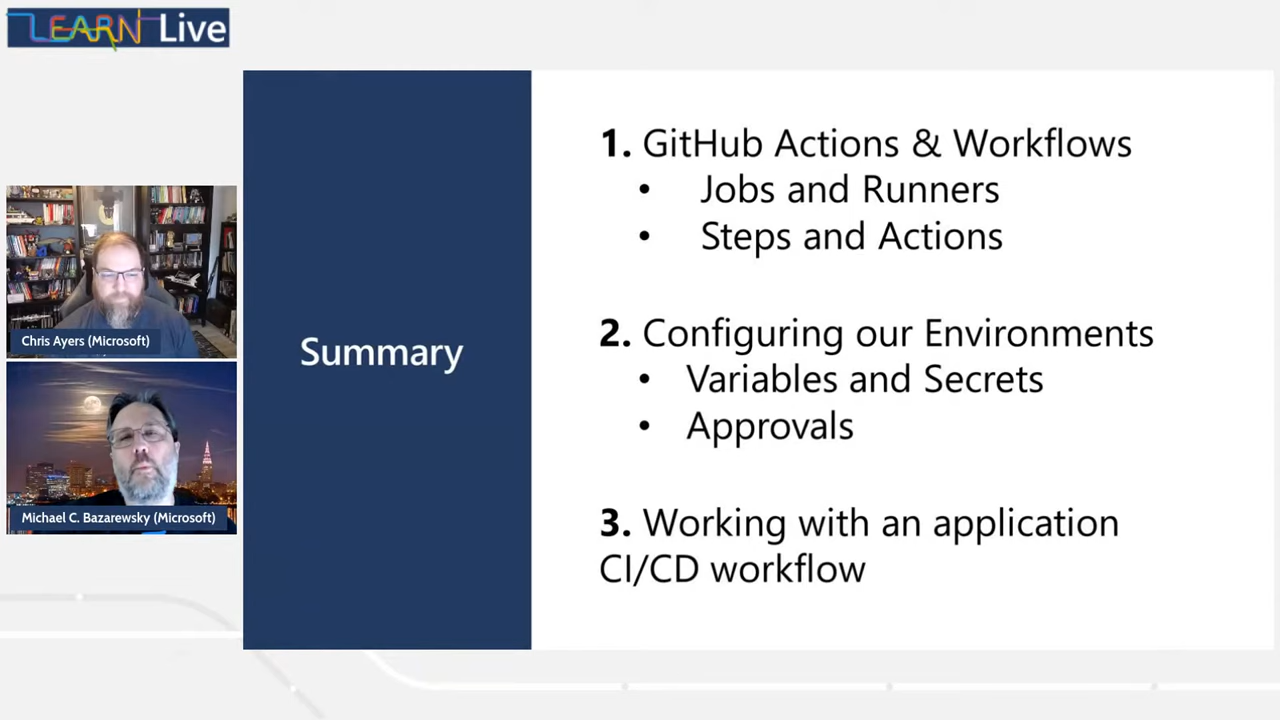 LEARN Live
Chris Ayers (Microsoft)
Michael C. Bazarewsky (Microsoft)
Summary
1. GitHub Actions & Workflows
• Jobs and Runners
• Steps and Actions
2. Configuring our Environments
• Variables and Secrets
• Approvals
3. Working with an application
CI/CD workflow